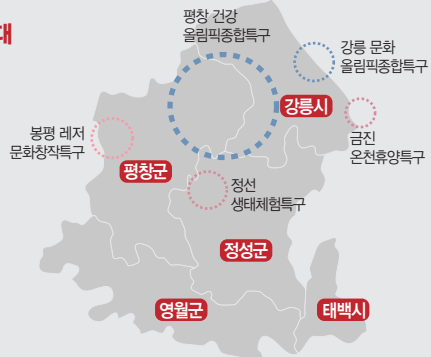 대
평창 건강
올림픽종합특구
강릉 문화
올림픽종합특구
강릉시
금진
온천휴양특구
봉평 레저
문화창작특구
평창군
정선
생태체험특구
정성군
영월군
태백시